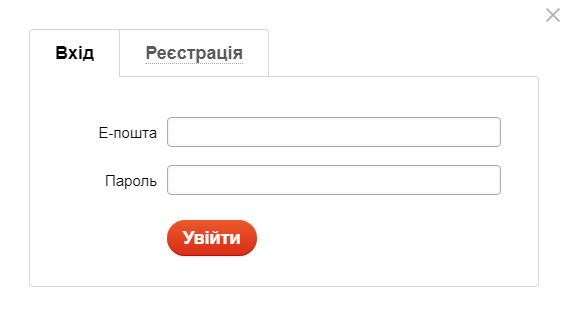 Вхід Реєстрація
Е-пошта
Пароль
Увійти